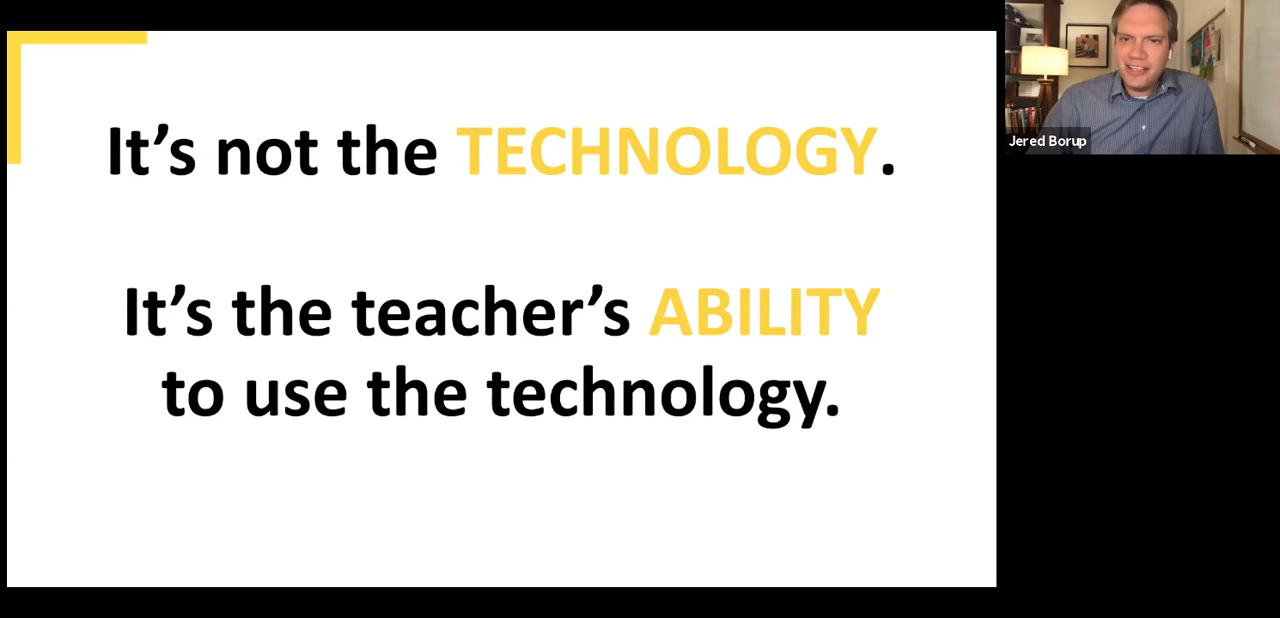 It’s not the TECHNOLOGY.
It’s the teacher’s ABILITY
to use the technology.
Jered Borup